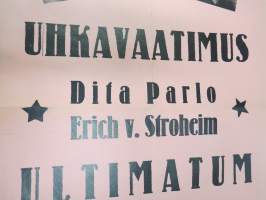 UHKAVAATIMUS
Dita Parlo
Erich v. Stroheim
ULTIMATUM